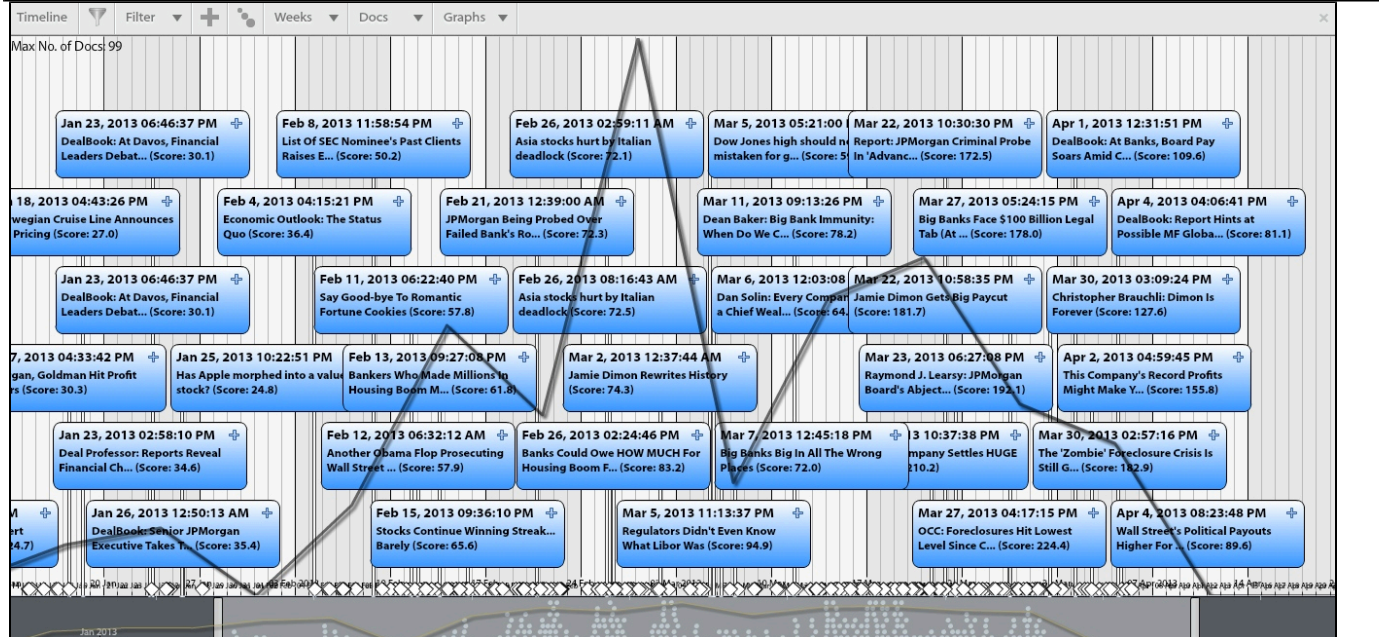 Timeline Filter Weeks Docs Graphs
Max No. of Docs: 99
Jan 23, 2013 06:46:37 PM
DealBook: At Davos, Financial
Leaders Debat... (Score: 30.1)
Feb 8, 2013 11:58:54 PM
List Of SEC Nominee's Past Clients
Raises E... (Score: 50.2)
Feb 26, 2013 02:59:11 AM
Asia stocks hurt by Italian
deadlock (Score: 72.1)
Mar 5, 2013 05:21:00
Dow Jones high should
mistaken for g... (Score:
Mar 22, 2013 10:30:30 PM
Report: JPMorgan Criminal Probe
In 'Advanc... (Score: 172.5)
Apr 1, 2013 12:31:51 PM
DealBook: At Banks, Board Pay
Soars Amid C... (Score: 109.6)
18, 2013 04:43:26 PM
wegian Cruise Line Announces
Pricing (Score: 27.0)
Feb 4, 2013 04:15:21 PM
Economic Outlook: The Status
Quo (Score: 36.4)
Feb 21, 2013 12:39:00 AM
JPMorgan Being Probed Over
Failed Bank's Ro... (Score: 72.3)
Mar 11, 2013 09:13:26 PM
Dean Baker: Big Bank Immunity:
When Do We C... (Score: 78.2)
Mar 27, 2013 05:24:15 PM
Big Banks Face $100 Billion Legal
Tab (At ... (Score: 178.0)
Apr 4, 2013 04:06:41 PM
DealBook: Report Hints at
Possible MF Globa... (Score: 81.1)
Jan 23, 2013 06:46:37 PM
DealBook: At Davos, Financial
Leaders Debat... (Score: 30.1)
Feb 11, 2013 06:22:40 PM
Say Good-bye To Romantic
Fortune Cookies (Score: 57.8)
Feb 26, 2013 08:16:43 AM
Asia stocks hurt by Italian
deadlock (Score: 72.5)
Mar 6, 2013 12:03:08
Dan Solin: Every Compan
a Chief Weal... (Score: 64.
Mar 22, 2013 10:58:35 PM
Jamie Dimon Gets Big Paycut
(Score: 181.7)
Mar 30, 2013 03:09:24 PM
Christopher Brauchli: Dimon Is
Forever (Score: 127.6)
7, 2013 04:33:42 PM
gan, Goldman Hit Profit
rs (Score: 30.3)
Jan 25, 2013 10:22:51 PM
Has Apple morphed into a value
stock? (Score: 24.8)
Feb 13, 2013 09:27:08 PM
Bankers Who Made Millions In
Housing Boom M... (Score: 61.8)
Mar 2, 2013 12:37:44 AM
Jamie Dimon Rewrites History
(Score: 74.3)
Mar 23, 2013 06:27:08 PM
Raymond J. Learsy: JPMorgan
Board's Abject... (Score: 192.1)
Apr 2, 2013 04:59:45 PM
This Company's Record Profits
Might Make Y... (Score: 155.8)
Jan 23, 2013 02:58:10 PM
Deal Professor: Reports Reveal
Financial Ch... (Score: 34.6)
Feb 12, 2013 06:32:12 AM
Another Obama Flop Prosecuting
Wall Street ... (Score: 57.9)
Feb 26, 2013 02:24:46 PM
Banks Could Owe HOW MUCH For
Housing Boom F... (Score: 83.2)
Mar 7, 2013 12:45:18 PM
Big Banks Big In All The Wrong
Places (Score: 72.0)
13 10:37:38 PM
mpany Settles HUGE
210.2)
Mar 30, 2013 02:57:16 PM
The 'Zombie' Foreclosure Crisis Is
Still G... (Score: 182.9)
M
ert
24.7)
Jan 26, 2013 12:50:13 AM
DealBook: Senior JPMorgan
Executive Takes T... (Score: 35.4)
Feb 15, 2013 09:36:10 PM
Stocks Continue Winning Streak...
Barely (Score: 65.6)
Mar 5, 2013 11:13:37 PM
Regulators Didn't Even Know
What Libor Was (Score: 94.9)
Mar 27, 2013 04:17:15 PM
OCC: Foreclosures Hit Lowest
Level Since C... (Score: 224.4)
Apr 4, 2013 08:23:48 PM
Wall Street's Political Payouts
Higher For ... (Score: 89.6)
Jan 2013